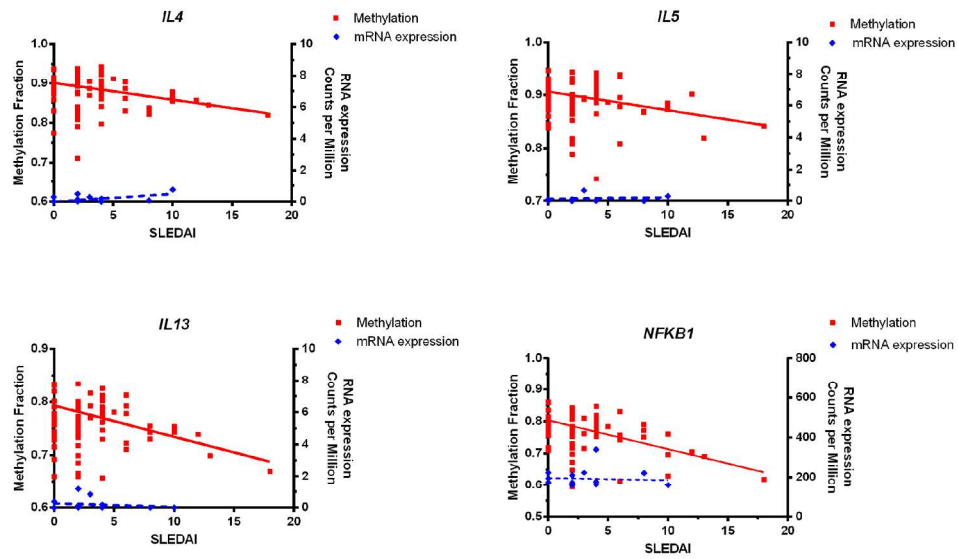 IL4
Methylation
mRNA expression
Methylation Fraction
1.0
0.9
0.8
0.7
0.6
10
8
6
4
2
0
RNA expression
Counts per Million
0 5 10 15 20
SLEDAI
IL5
Methylation
mRNA expression
Methylation Fraction
1.0
0.9
0.8
0.7
10
8
6
4
2
0
RNA expression
Counts per Million
0 5 10 15 20
SLEDAI
IL13
Methylation
mRNA expression
Methylation Fraction
0.9
0.8
0.7
0.6
10
8
6
4
2
0
RNA expression
Counts per Million
0 5 10 15 20
SLEDAI
NFKB1
Methylation
mRNA expression
Methylation Fraction
1.0
0.9
0.8
0.7
0.6
0.5
800
600
400
200
0
RNA expression
Counts per Million
0 5 10 15 20
SLEDAI